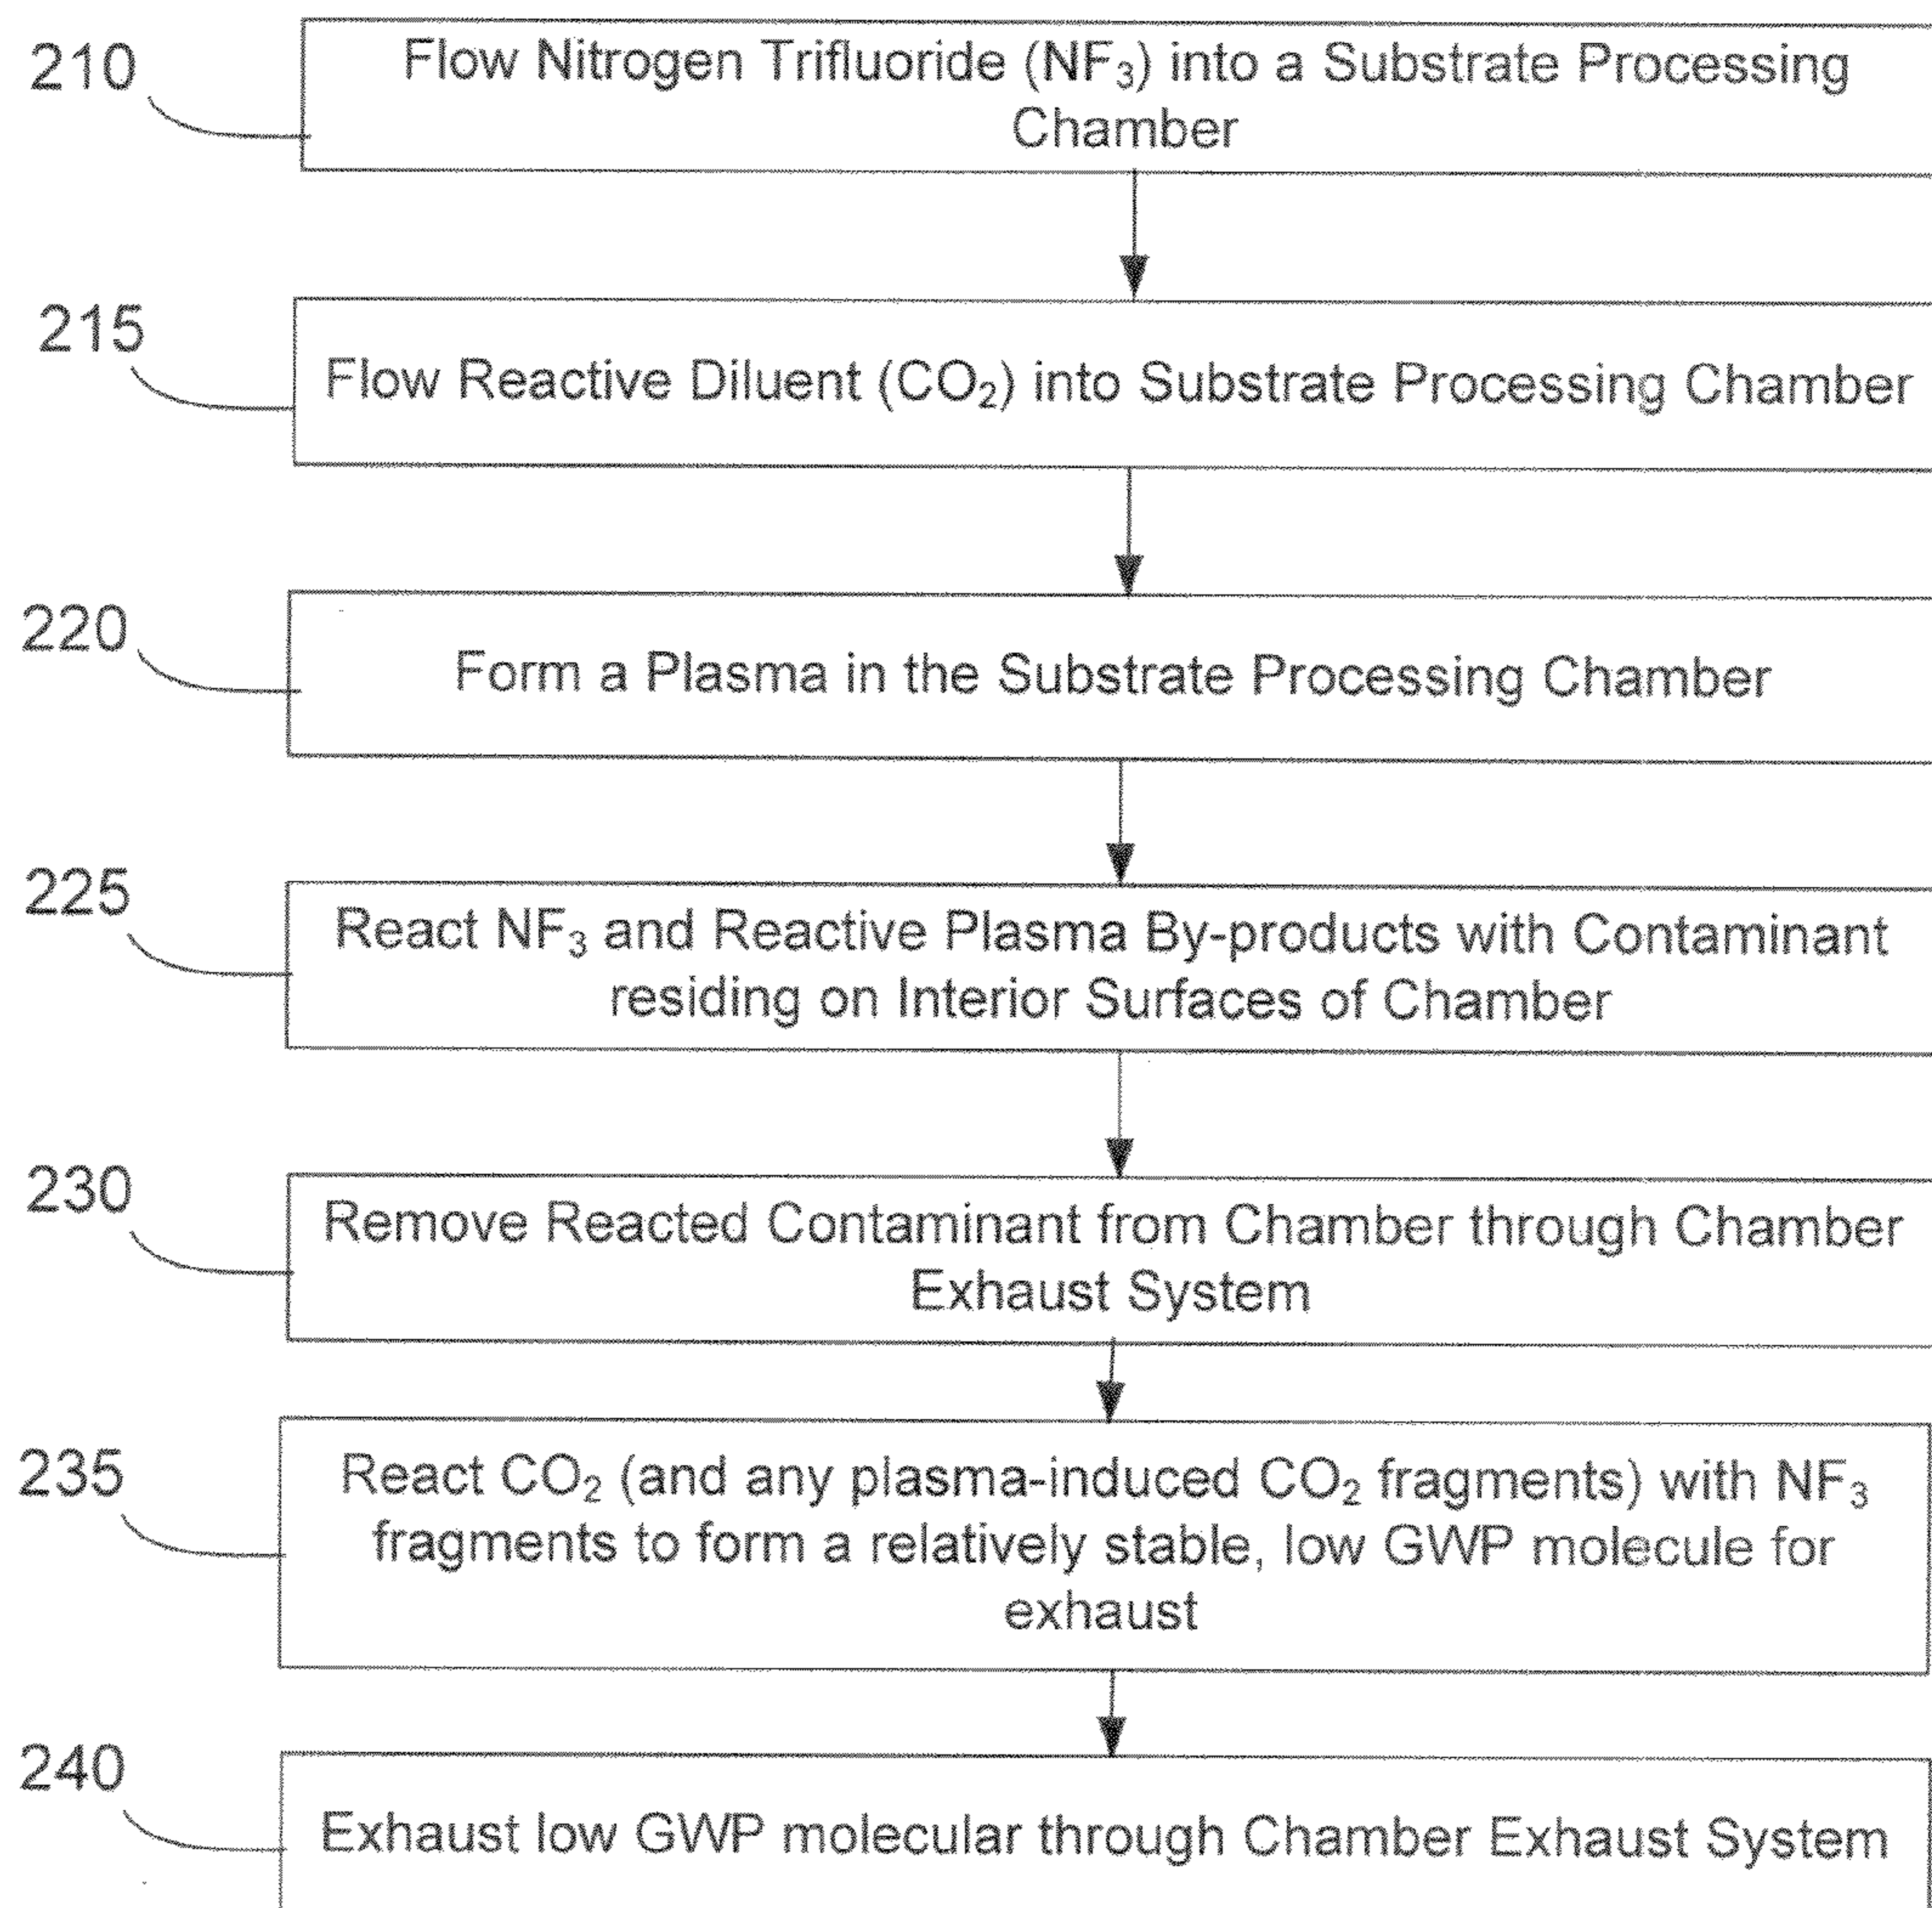 210
Flow Nitrogen Trifluoride (NF₃) into a Substrate Processing
Chamber
215
Flow Reactive Diluent (CO₂) into Substrate Processing Chamber
220
Form a Plasma in the Substrate Processing Chamber
225
React NF₃ and Reactive Plasma By-products with Contaminant
residing on Interior Surfaces of Chamber
230
Remove Reacted Contaminant from Chamber through Chamber
Exhaust System
235
React CO₂ (and any plasma-induced CO₂ fragments) with NF₃
fragments to form a relatively stable, low GWP molecule for
exhaust
240
Exhaust low GWP molecular through Chamber Exhaust System